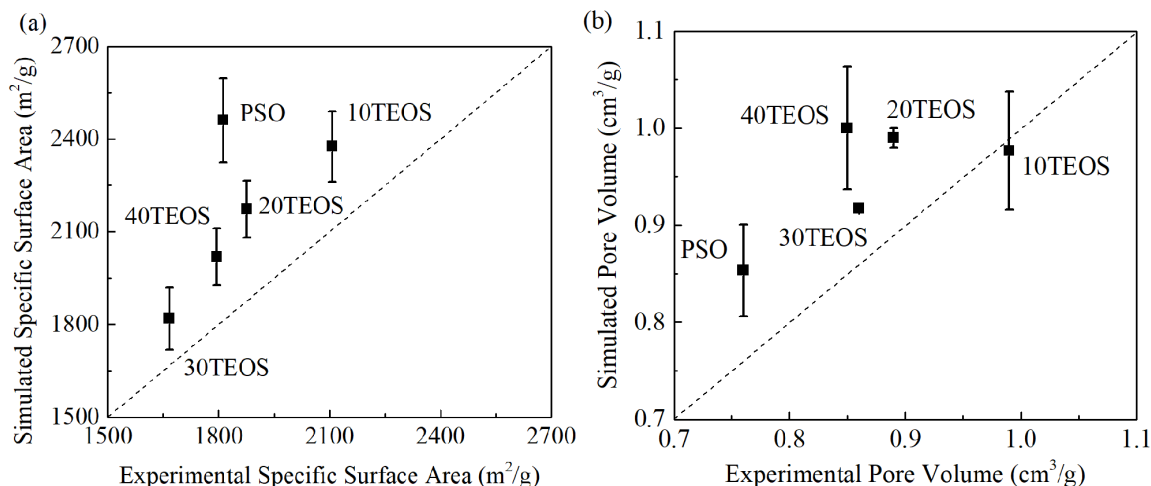 (a)
2700
2400
2100
1800
1500
Simulated Specific Surface Area (m²/g)
PSO
10TEOS
20TEOS
40TEOS
30TEOS
1500 1800 2100 2400 2700
Experimental Specific Surface Area (m²/g)
(b)
1.1
1.0
0.9
0.8
0.7
Simulated Pore Volume (cm³/g)
40TEOS
20TEOS
10TEOS
30TEOS
PSO
0.7 0.8 0.9 1.0 1.1
Experimental Pore Volume (cm³/g)